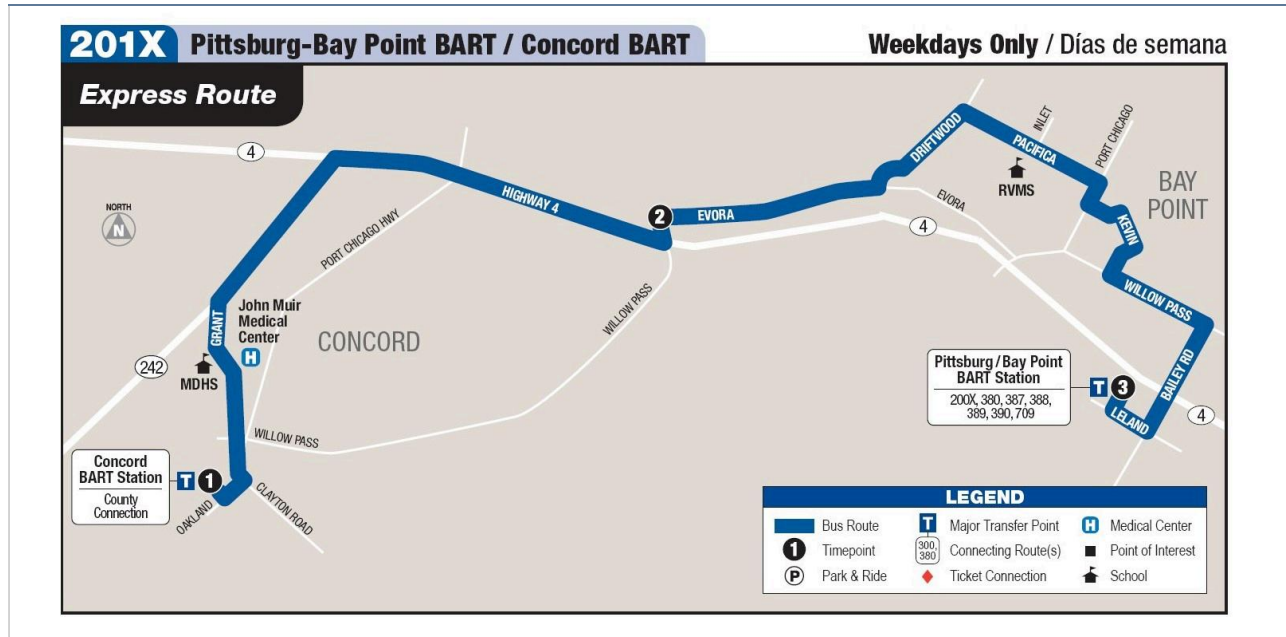 201X Pittsburg-Bay Point BART / Concord BART
Weekdays Only / Días de semana
Express Route
4
NORTH
N
PORT CHICAGO HWY
HIGHWAY 4
2
EVORA
DRIFTWOOD
PACIFICA
INLET
PORT CHICAGO
RVMS
EVORA
4
BAY
POINT
KEVIN
WILLOW PASS
WILLOW PASS
BAILEY RD
LELAND
4
GRANT
John Muir
Medical
Center
H
CONCORD
242
MDHS
WILLOW PASS
Concord
BART Station
County
Connection
T
1
OAKLAND
CLAYTON ROAD
Pittsburg/Bay Point
BART Station
200X, 380, 387, 388,
389, 390, 709
T
3
LEGEND
Bus Route
T Major Transfer Point
H Medical Center
1 Timepoint
300,
380
Connecting Route(s)
Point of Interest
P Park & Ride
Ticket Connection
School